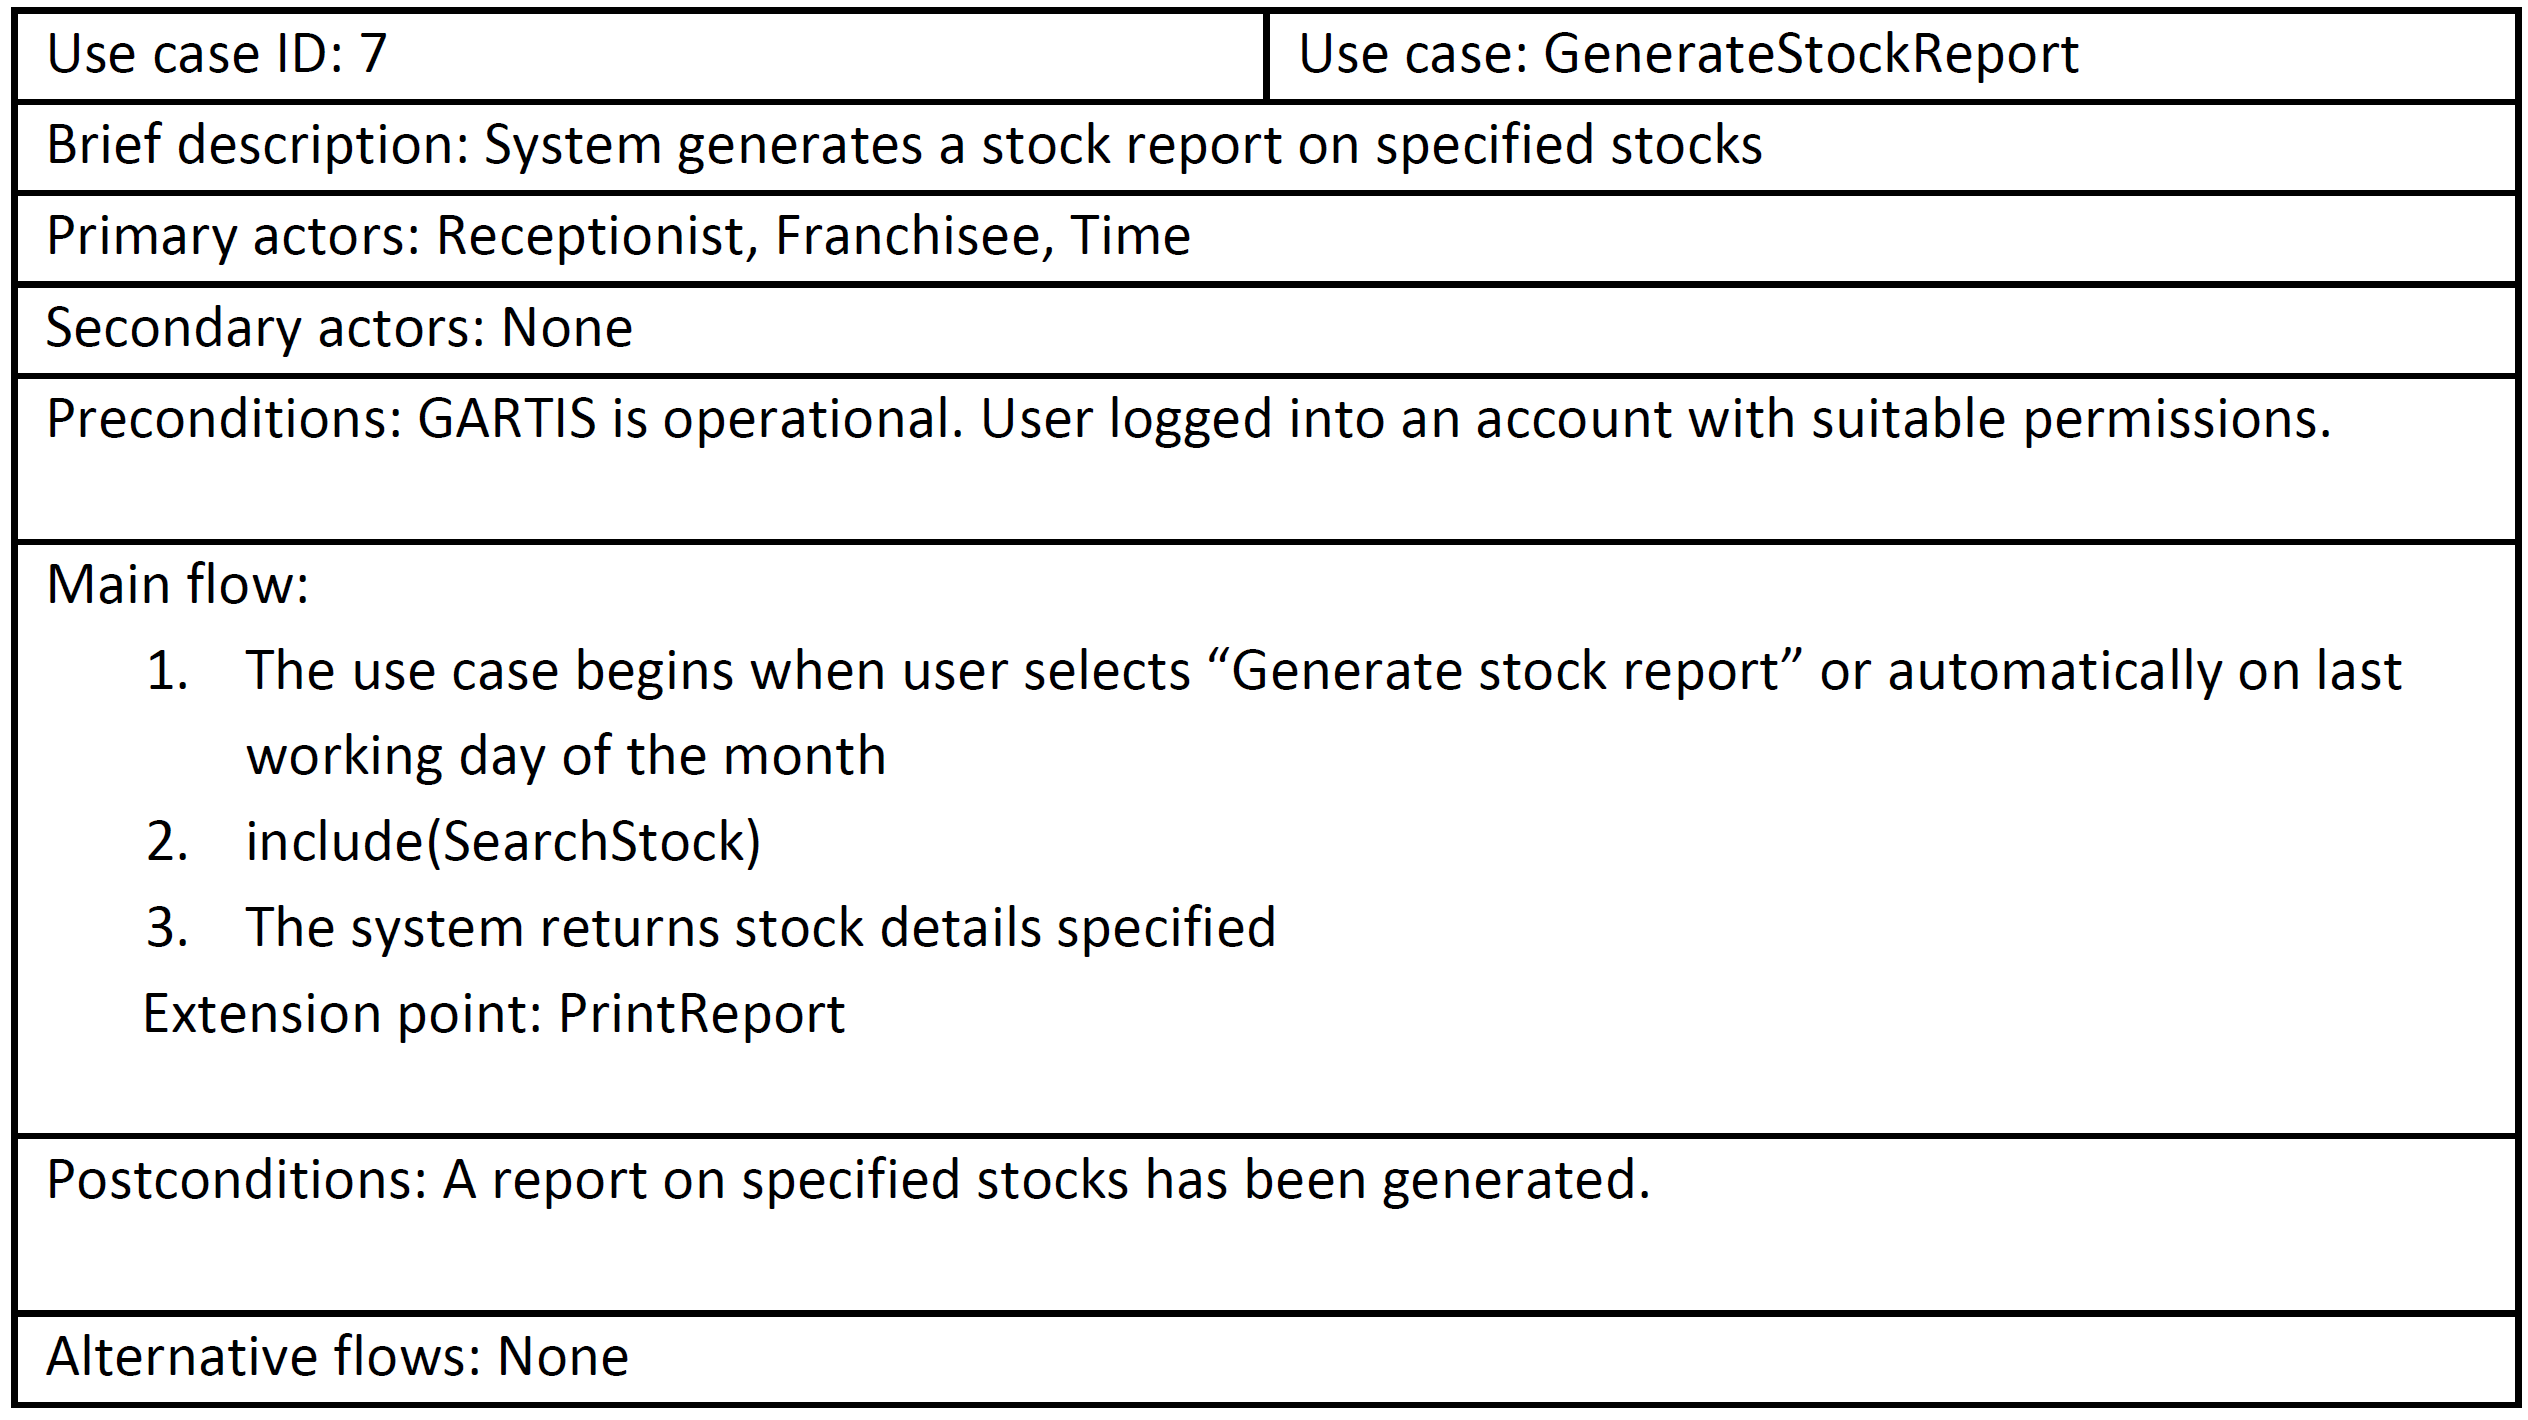 Use case ID: 7
Use case: GenerateStockReport
Brief description: System generates a stock report on specified stocks
Primary actors: Receptionist, Franchisee, Time
Secondary actors: None
Preconditions: GARTIS is operational. User logged into an account with suitable permissions.
Main flow:
1. The use case begins when user selects “Generate stock report” or automatically on last
working day of the month
2. include(SearchStock)
3. The system returns stock details specified
Extension point: PrintReport
Postconditions: A report on specified stocks has been generated.
Alternative flows: None